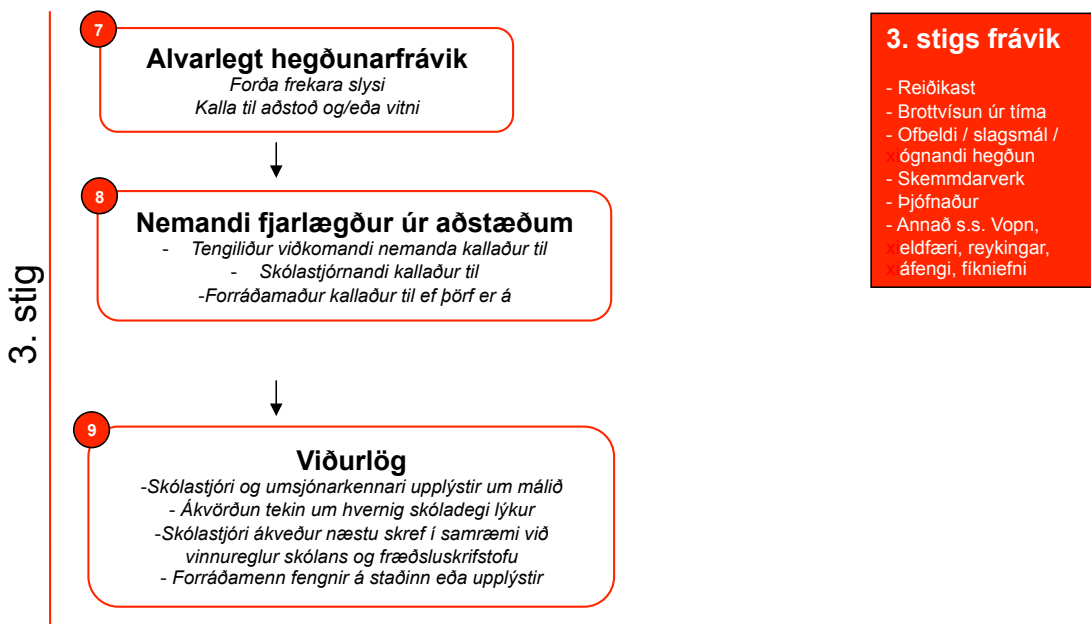 3. stig
7
Alvarlegt hegðunarfrávik
Forða frekara slysi
Kalla til aðstoð og/eða vitni
8
Nemandi fjarlægður úr aðstæðum
- Tengiliður viðkomandi nemanda kallaður til
- Skólastjórnandi kallaður til
-Forráðamaður kallaður til ef þörf er á
9
Viðurlög
-Skólastjóri og umsjónarkennari upplýstir um málið
- Ákvörðun tekin um hvernig skóladegi lýkur
-Skólastjóri ákveður næstu skref í samræmi við
vinnureglur skólans og fræðsluskrifstofu
- Forráðamenn fengnir á staðinn eða upplýstir
3. stigs frávik
- Reiðikast
- Brottvísun úr tíma
- Ofbeldi / slagsmál /
x ógnandi hegðun
- Skemmdarverk
- Þjófnaður
- Annað s.s. Vopn,
x eldfæri, reykingar,
x áfengi, fíkniefni